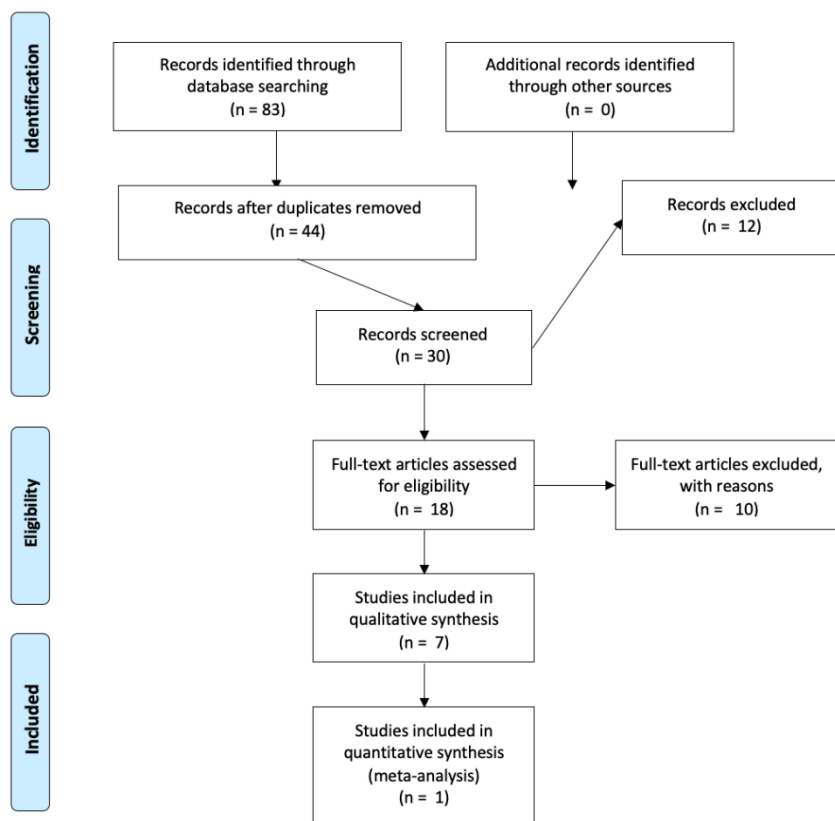 Identification
Records identified through
database searching
(n = 83)
Additional records identified
through other sources
(n = 0)
Records after duplicates removed
(n = 44)
Records excluded
(n = 12)
Screening
Records screened
(n = 30)
Eligibility
Full-text articles assessed
for eligibility
(n = 18)
Full-text articles excluded,
with reasons
(n = 10)
Studies included in
qualitative synthesis
(n = 7)
Included
Studies included in
quantitative synthesis
(meta-analysis)
(n = 1)